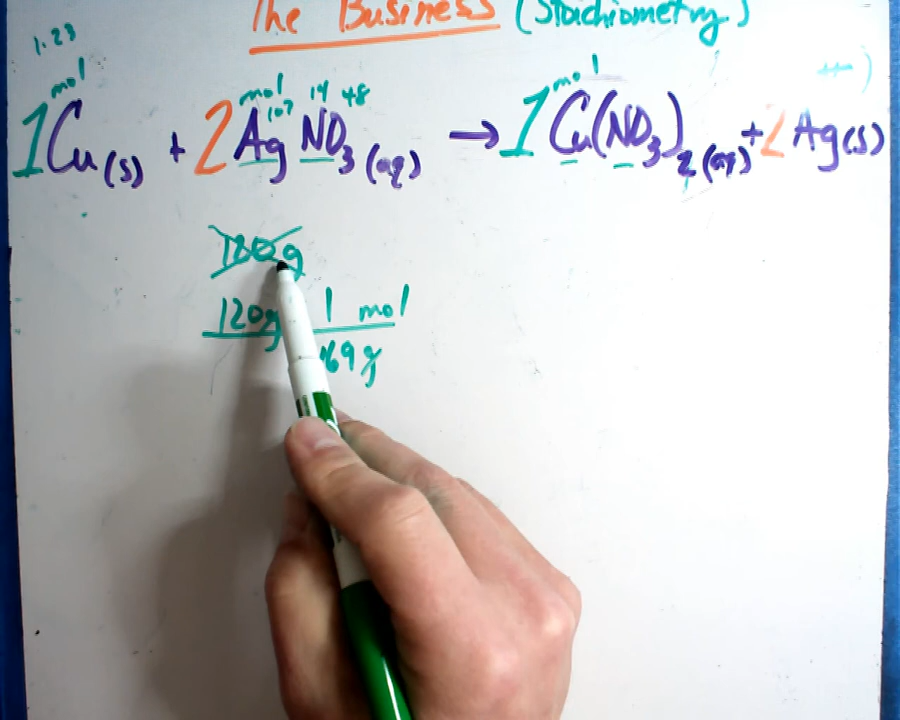 The Business (Stoichiometry)
1.23
mol mol mol
107 14 48
1Cu(s) + 2AgNO3(aq) → 1Cu(NO3)2(aq) + 2Ag(s)
180g
120g 1 mol
169g